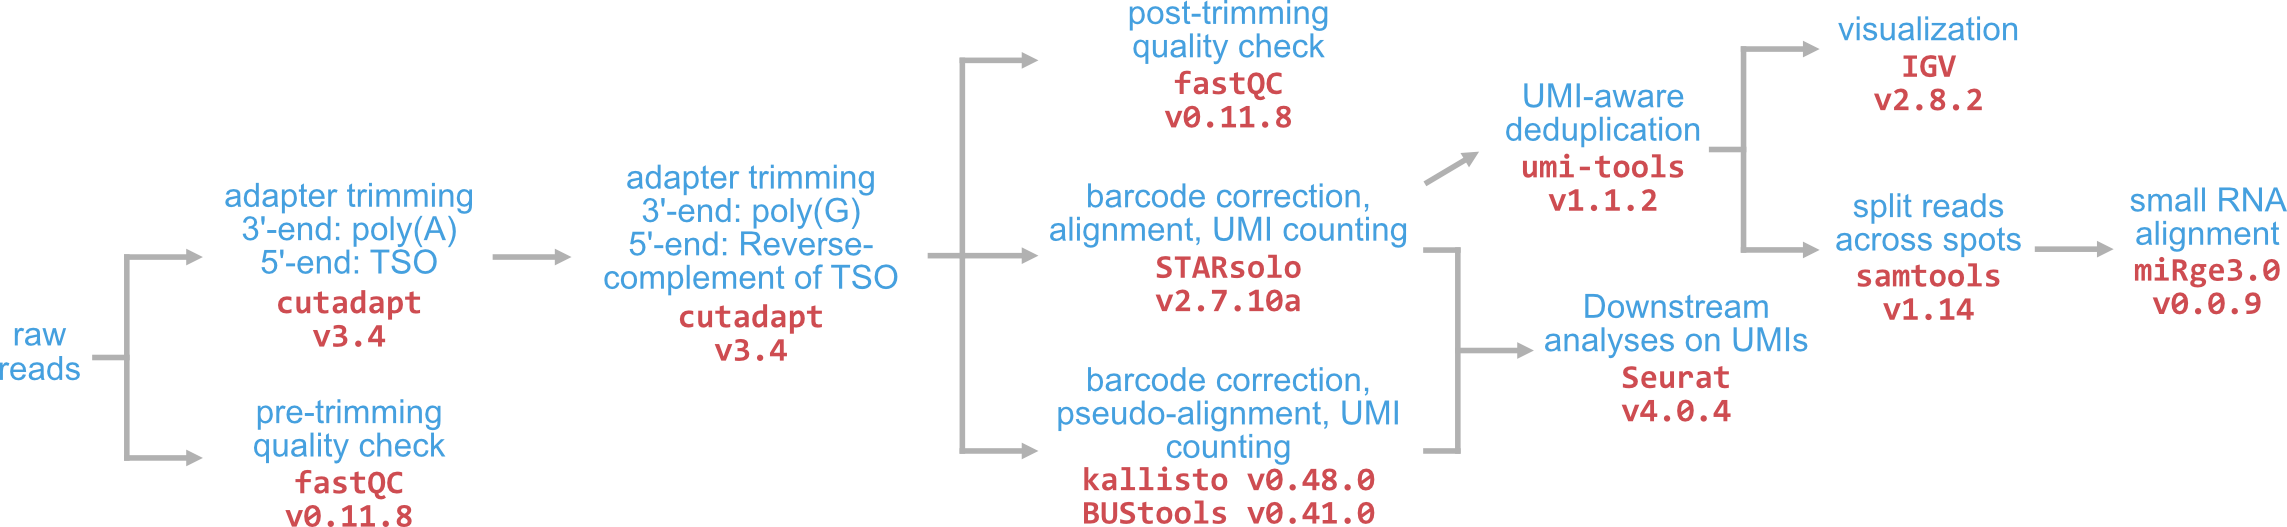 raw
reads
adapter trimming
3'-end: poly(A)
5'-end: TSO
cutadapt
v3.4
pre-trimming
quality check
fastQC
v0.11.8
adapter trimming
3'-end: poly(G)
5'-end: Reverse-
complement of TSO
cutadapt
v3.4
post-trimming
quality check
fastQC
v0.11.8
barcode correction,
alignment, UMI counting
STARsolo
v2.7.10a
barcode correction,
pseudo-alignment, UMI
counting
kallisto v0.48.0
BUStools v0.41.0
UMI-aware
deduplication
umi-tools
v1.1.2
Downstream
analyses on UMIs
Seurat
v4.0.4
visualization
IGV
v2.8.2
split reads
across spots
samtools
v1.14
small RNA
alignment
miRge3.0
v0.0.9